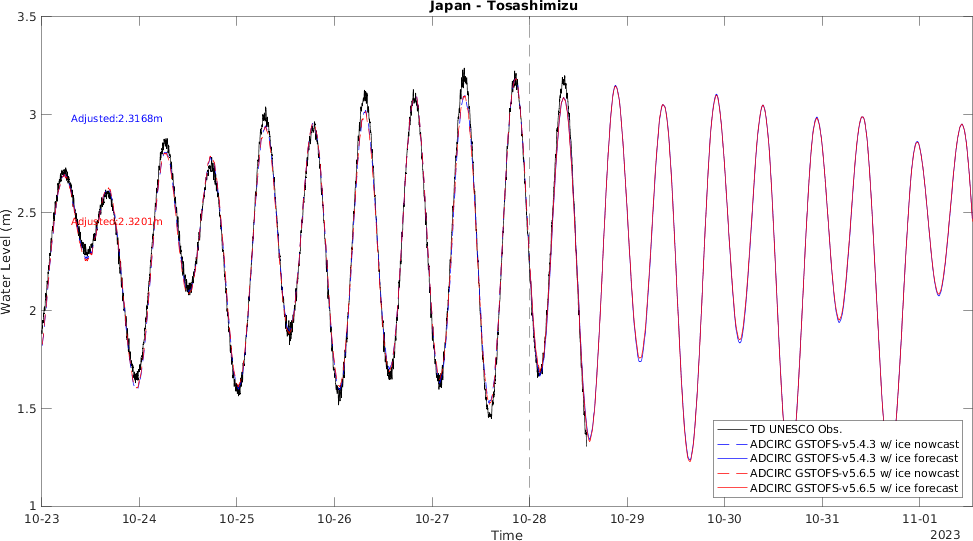 Japan - Tosashimizu
3.5
3
2.5
2
1.5
1
Water Level (m)
Adjusted:2.3168m
Adjusted:2.3201m
TD UNESCO Obs.
ADCIRC GSTOFS-v5.4.3 w/ ice nowcast
ADCIRC GSTOFS-v5.4.3 w/ ice forecast
ADCIRC GSTOFS-v5.6.5 w/ ice nowcast
ADCIRC GSTOFS-v5.6.5 w/ ice forecast
10-23 10-24 10-25 10-26 10-27 10-28 10-29 10-30 10-31 11-01
Time
2023